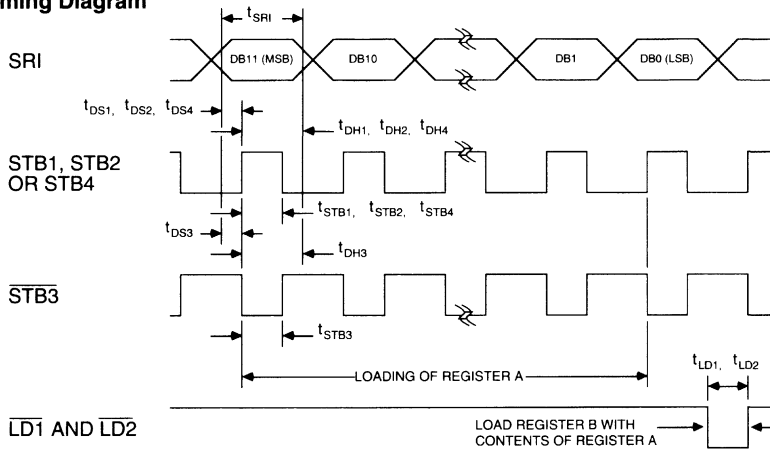 ming Diagram
tSRI
SRI
DB11 (MSB)
DB10
DB1
DB0 (LSB)
tDS1, tDS2, tDS4
tDH1, tDH2, tDH4
STB1, STB2
OR STB4
tSTB1, tSTB2, tSTB4
tDS3
tDH3
STB3
tSTB3
LOADING OF REGISTER A
tLD1, tLD2
LD1 AND LD2
LOAD REGISTER B WITH
CONTENTS OF REGISTER A